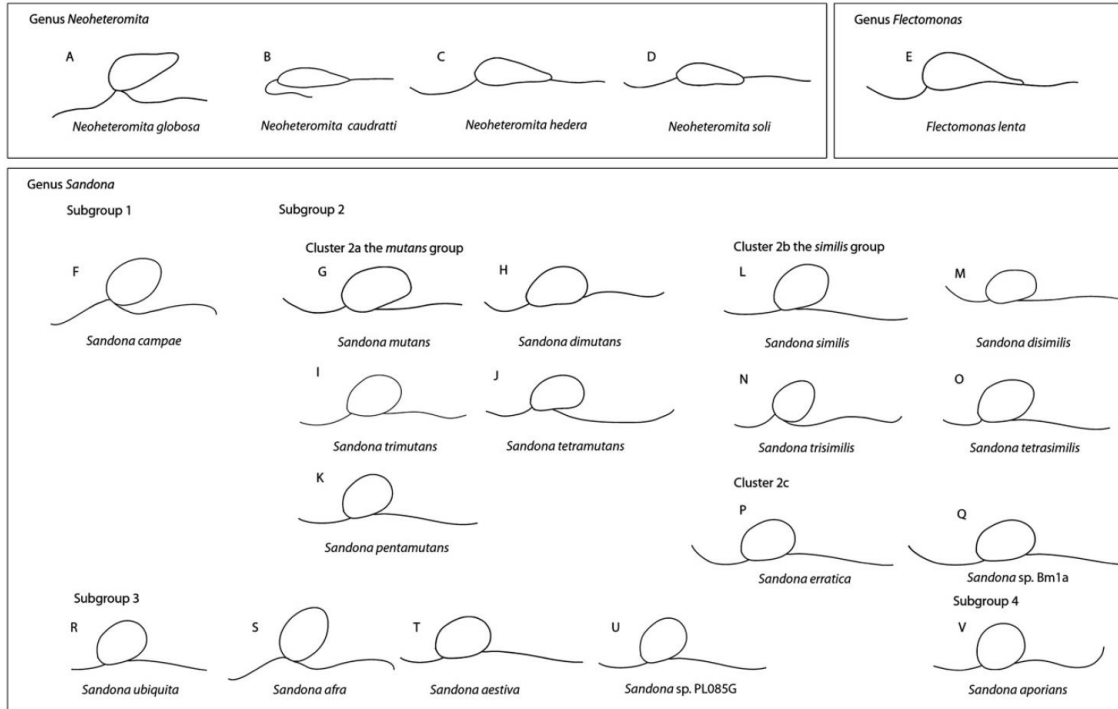 Genus Neoheteromita
A
Neoheteromita globosa
B
Neoheteromita caudratti
C
Neoheteromita hedera
D
Neoheteromita soli
Genus Flectomonas
E
Flectomonas lenta
Genus Sandona
Subgroup 1
F
Sandona campae
Subgroup 2
Cluster 2a the mutans group
G
Sandona mutans
H
Sandona dimutans
I
Sandona trimutans
J
Sandona tetramutans
K
Sandona pentamutans
Cluster 2b the similis group
L
Sandona similis
M
Sandona disimilis
N
Sandona trisimilis
O
Sandona tetrasimilis
Cluster 2c
P
Sandona erratica
Q
Sandona sp. Bm1a
Subgroup 3
R
Sandona ubiquita
S
Sandona afra
T
Sandona aestiva
U
Sandona sp. PL085G
Subgroup 4
V
Sandona aporians